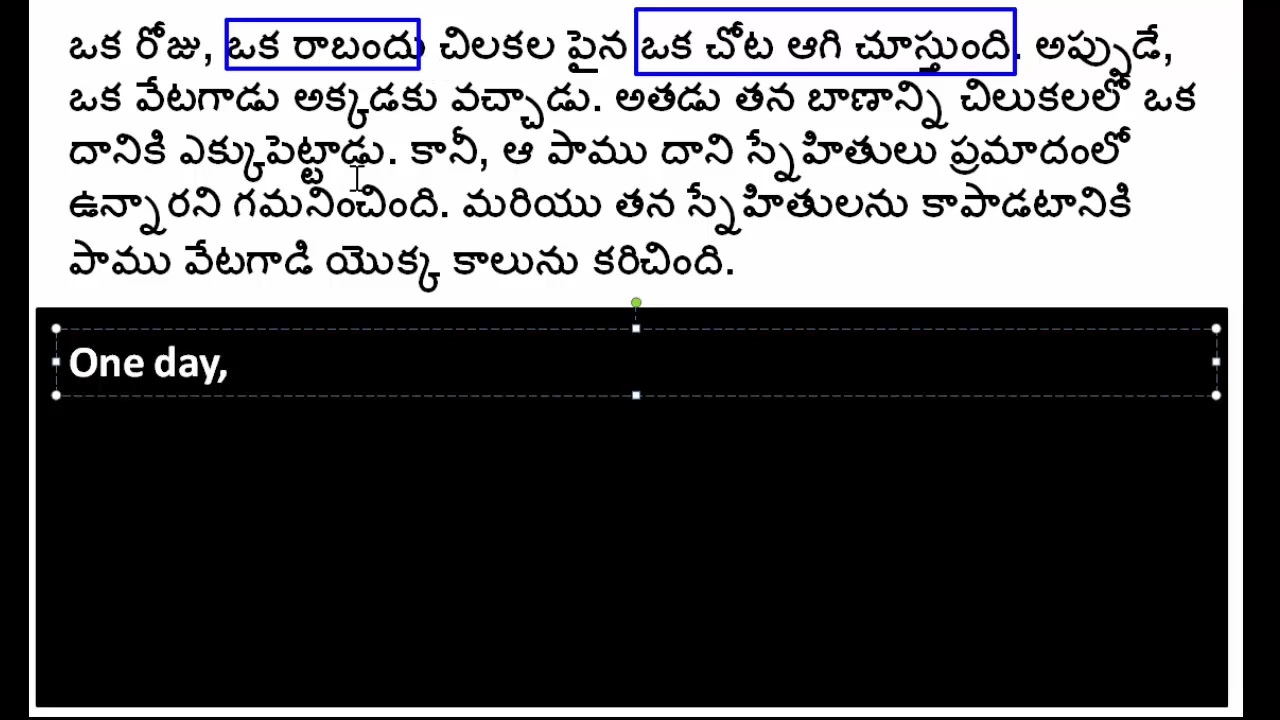 ఒక రోజు, ఒక రాబందు చిలకల పైన ఒక చోట ఆగి చూస్తుంది. అప్పుడే,
ఒక వేటగాడు అక్కడకు వచ్చాడు. అతడు తన బాణాన్ని చిలుకలలో ఒక
దానికి ఎక్కుపెట్టాడు. కానీ, ఆ పాము దాని స్నేహితులు ప్రమాదంలో
ఉన్నారని గమనించింది. మరియు తన స్నేహితులను కాపాడటానికి
పాము వేటగాడి యొక్క కాలును కరిచింది.
One day,